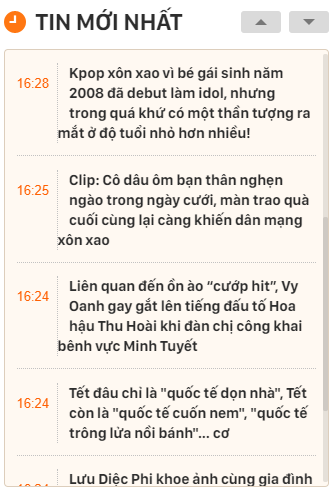 TIN MỚI NHẤT
16:28
Kpop xôn xao vì bé gái sinh năm
2008 đã debut làm idol, nhưng
trong quá khứ có một thần tượng ra
mắt ở độ tuổi nhỏ hơn nhiều!
16:25
Clip: Cô dâu ôm bạn thân nghẹn
ngào trong ngày cưới, màn trao quà
cuối cùng lại càng khiến dân mạng
xôn xao
16:24
Liên quan đến ồn ào “cướp hit”, Vy
Oanh gay gắt lên tiếng đấu tố Hoa
hậu Thu Hoài khi đàn chị công khai
bênh vực Minh Tuyết
16:24
Tết đâu chỉ là "quốc tế dọn nhà", Tết
còn là "quốc tế cuốn nem", "quốc tế
trông lửa nồi bánh"... cơ
16:24
Lưu Diệc Phi khoe ảnh cùng gia đình